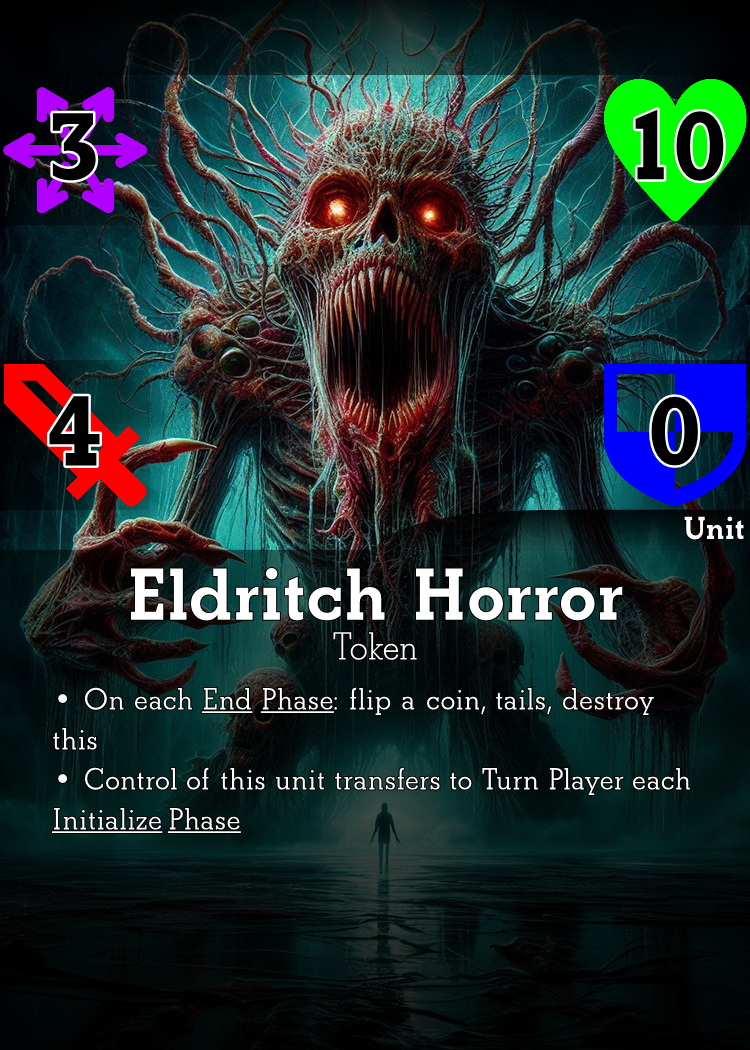 3
10
4
0
Unit
Eldritch Horror
Token
• On each End Phase: flip a coin, tails, destroy
this
• Control of this unit transfers to Turn Player each
Initialize Phase